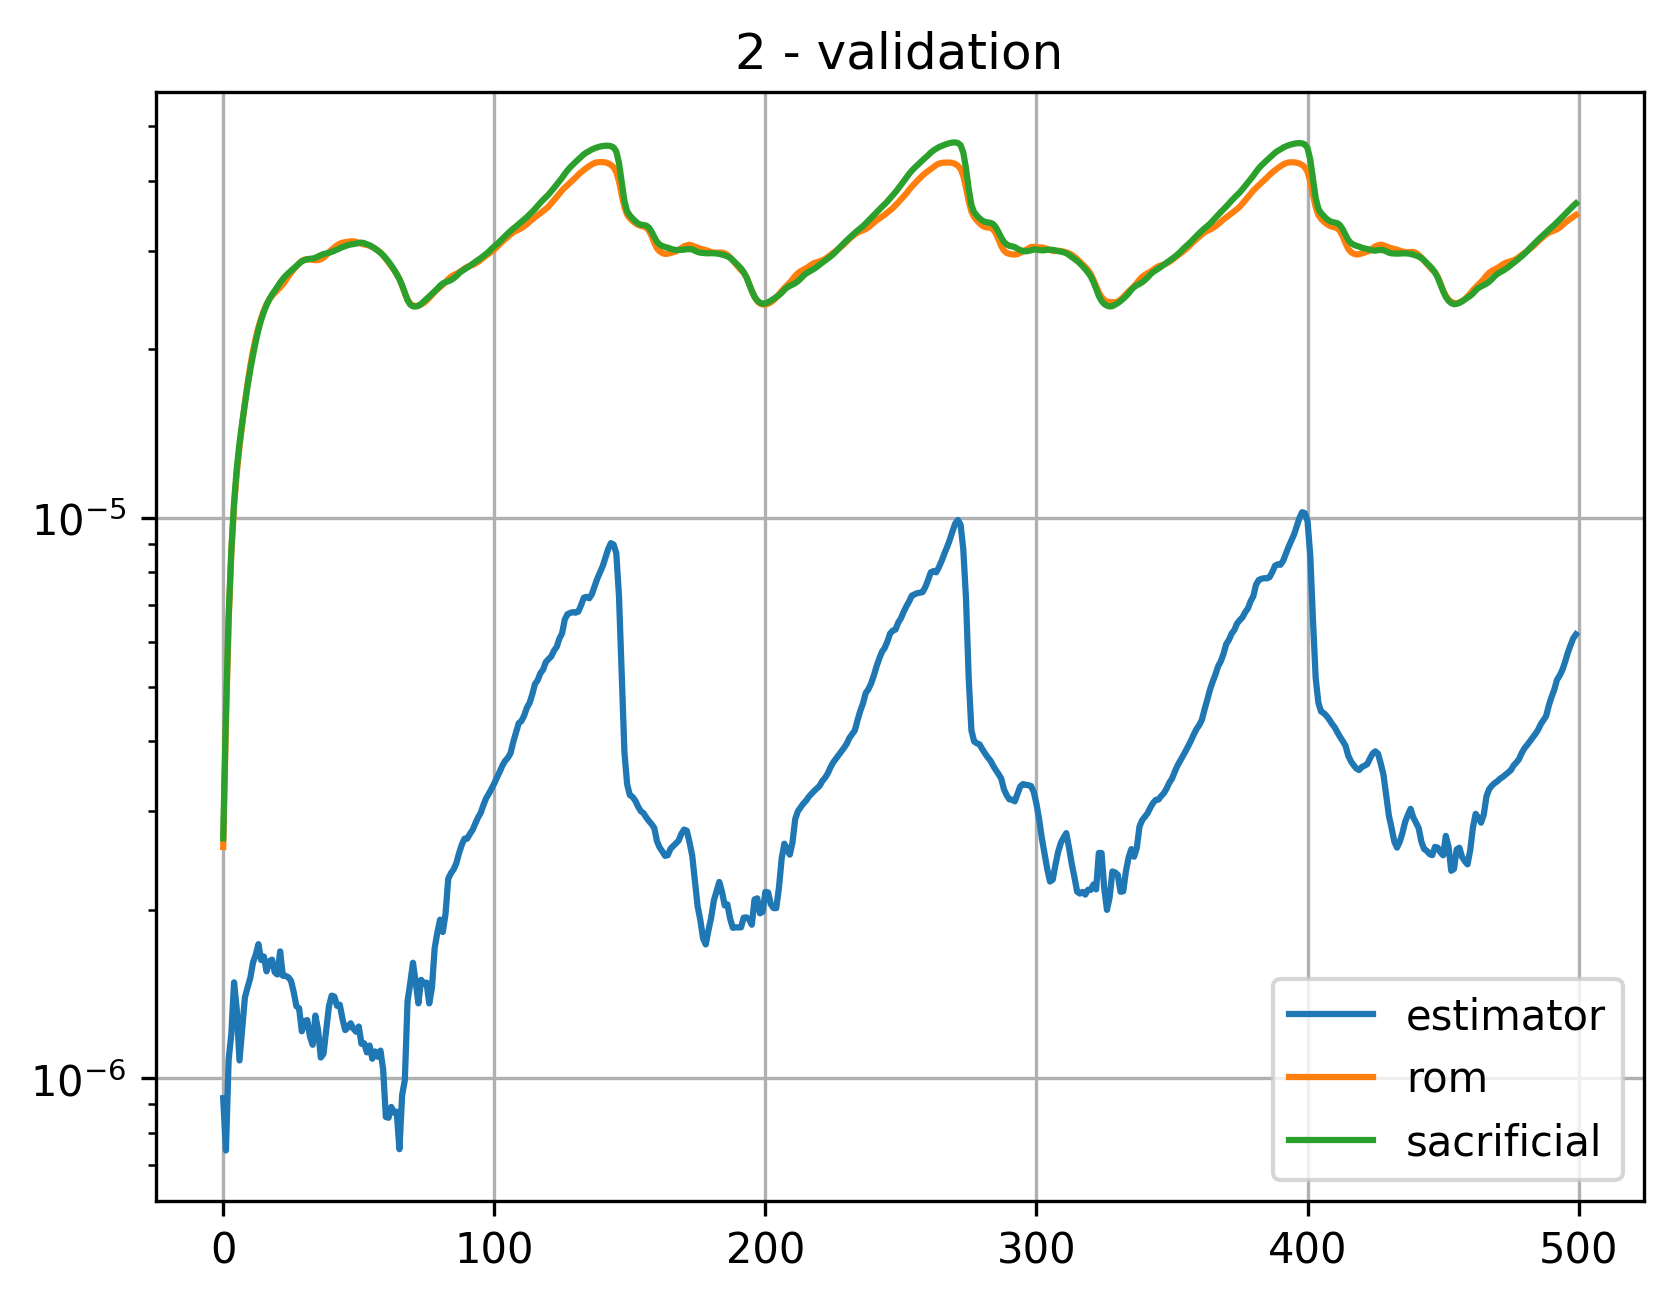 2 - validation
10⁻⁵
10⁻⁶
estimator
rom
sacrificial
0 100 200 300 400 500